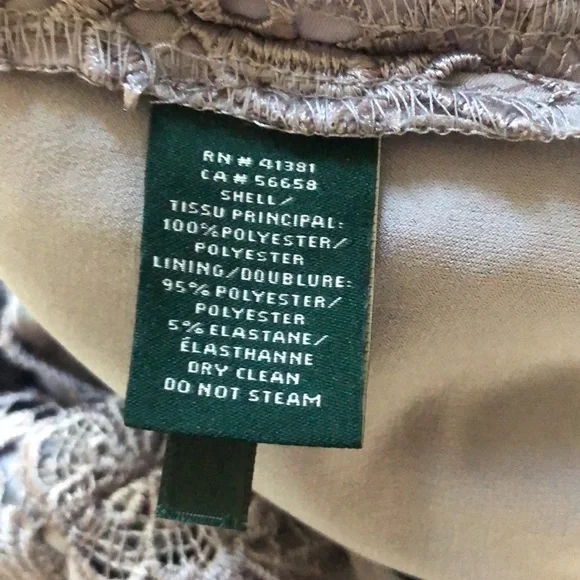 RN # 41381
CA # 56658
SHELL/
TISSU PRINCIPAL:
100% POLYESTER/
POLYESTER
LINING/DOUBLURE:
95% POLYESTER/
POLYESTER
5% ELASTANE/
ÉLASTHANNE
DRY CLEAN
DO NOT STEAM